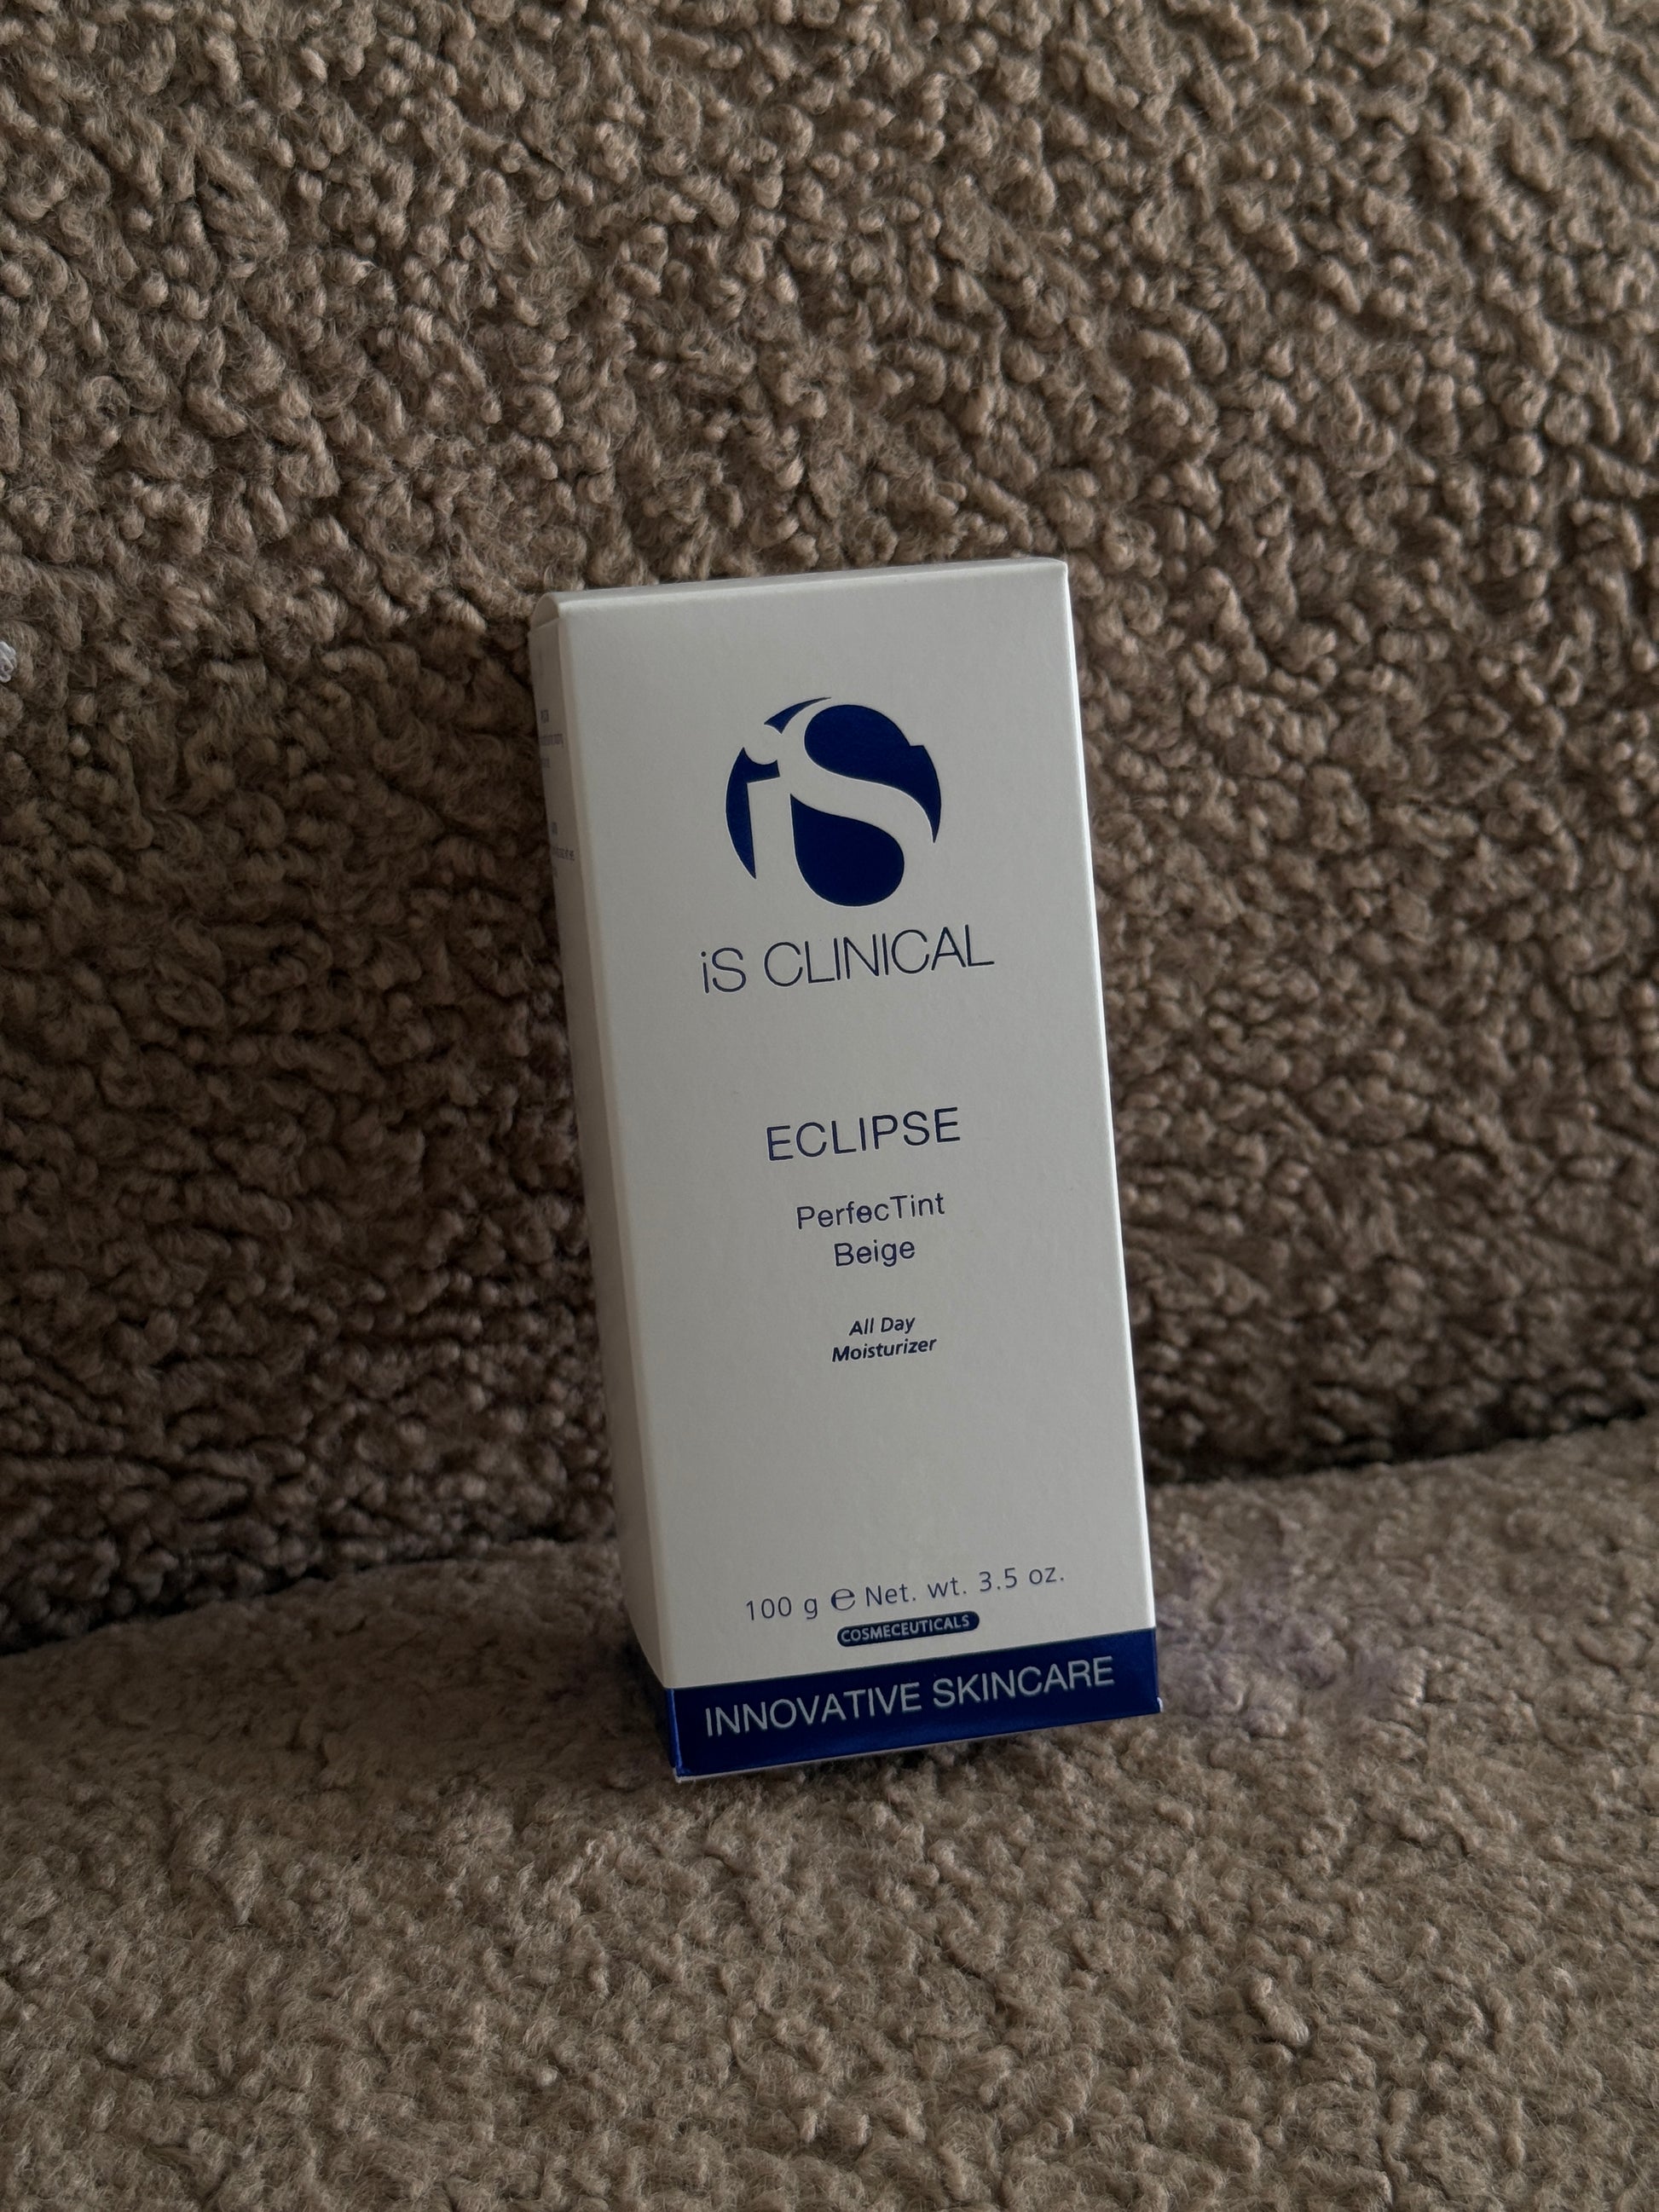 iS
iS CLINICAL
ECLIPSE
PerfecTint
Beige
All Day
Moisturizer
100 g ℮ Net. wt. 3.5 oz.
COSMECEUTICALS
INNOVATIVE SKINCARE